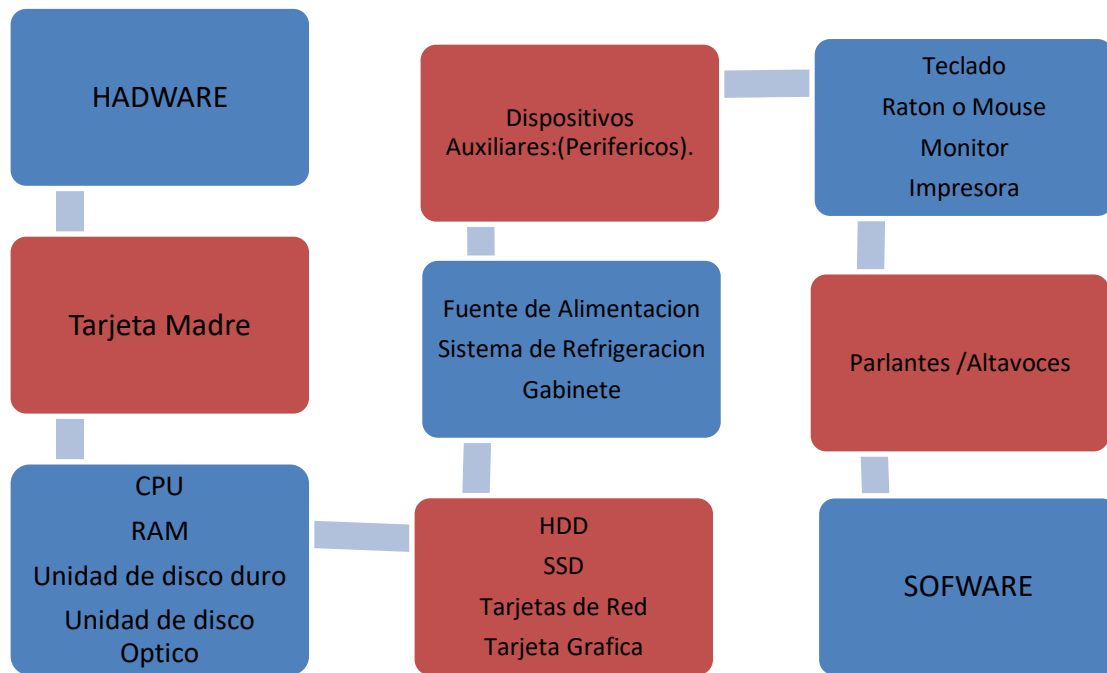 HADWARE
Tarjeta Madre
CPU
RAM
Unidad de disco duro
Unidad de disco
Optico
HDD
SSD
Tarjetas de Red
Tarjeta Grafica
Fuente de Alimentacion
Sistema de Refrigeracion
Gabinete
Dispositivos
Auxiliares:(Perifericos).
Teclado
Raton o Mouse
Monitor
Impresora
Parlantes /Altavoces
SOFWARE